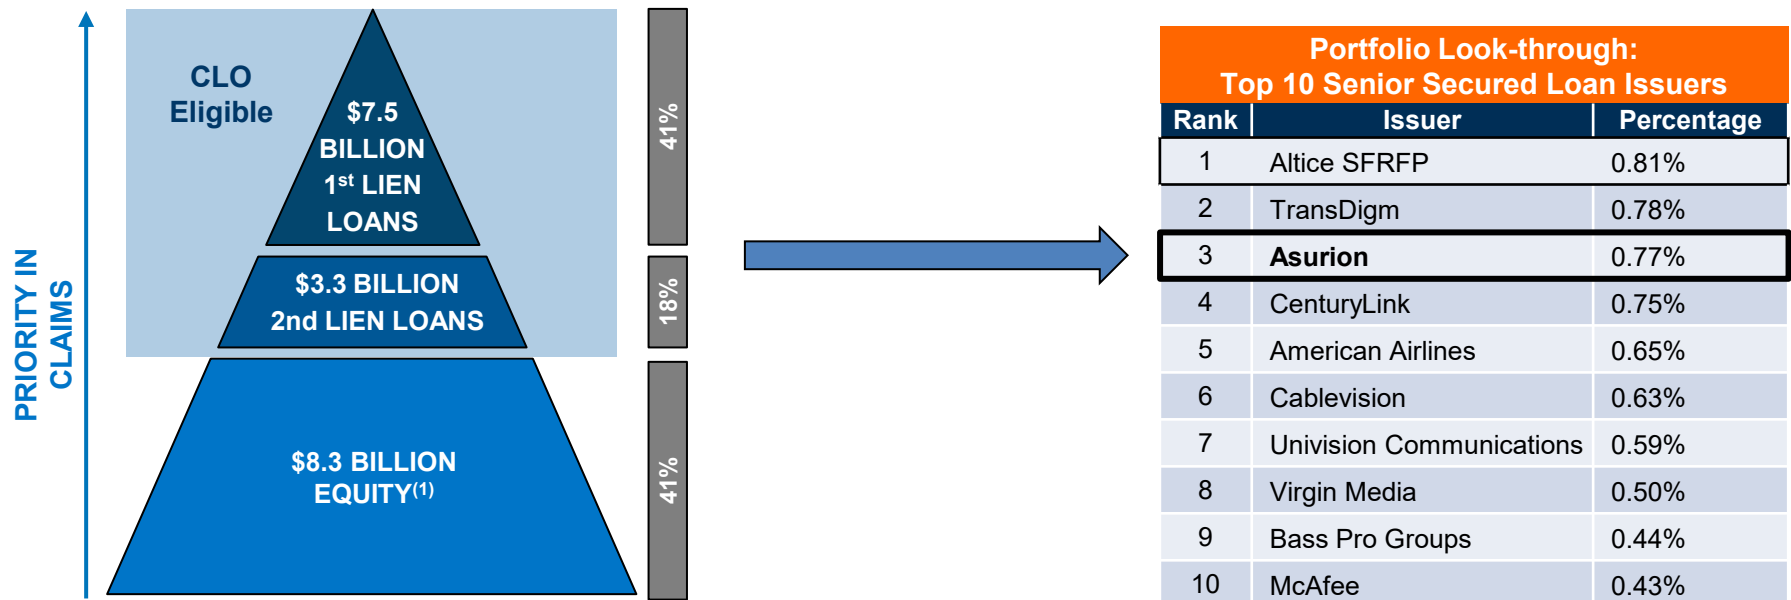 PRIORITY IN
CLAIMS
CLO
Eligible
$7.5
BILLION
1st LIEN
LOANS
41%
$3.3 BILLION
2nd LIEN LOANS
18%
$8.3 BILLION
EQUITY(1)
41%
Portfolio Look-through:
Top 10 Senior Secured Loan Issuers
Rank Issuer Percentage
1 Altice SFRFP 0.81%
2 TransDigm 0.78%
3 Asurion 0.77%
4 CenturyLink 0.75%
5 American Airlines 0.65%
6 Cablevision 0.63%
7 Univision Communications 0.59%
8 Virgin Media 0.50%
9 Bass Pro Groups 0.44%
10 McAfee 0.43%